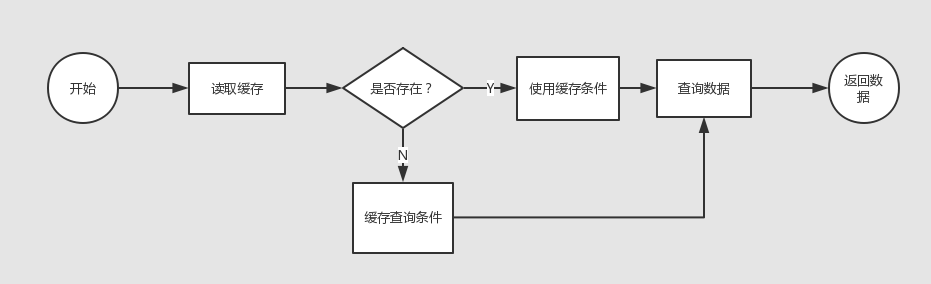 开始
读取缓存
是否存在？
Y
使用缓存条件
查询数据
返回数
据
N
缓存查询条件